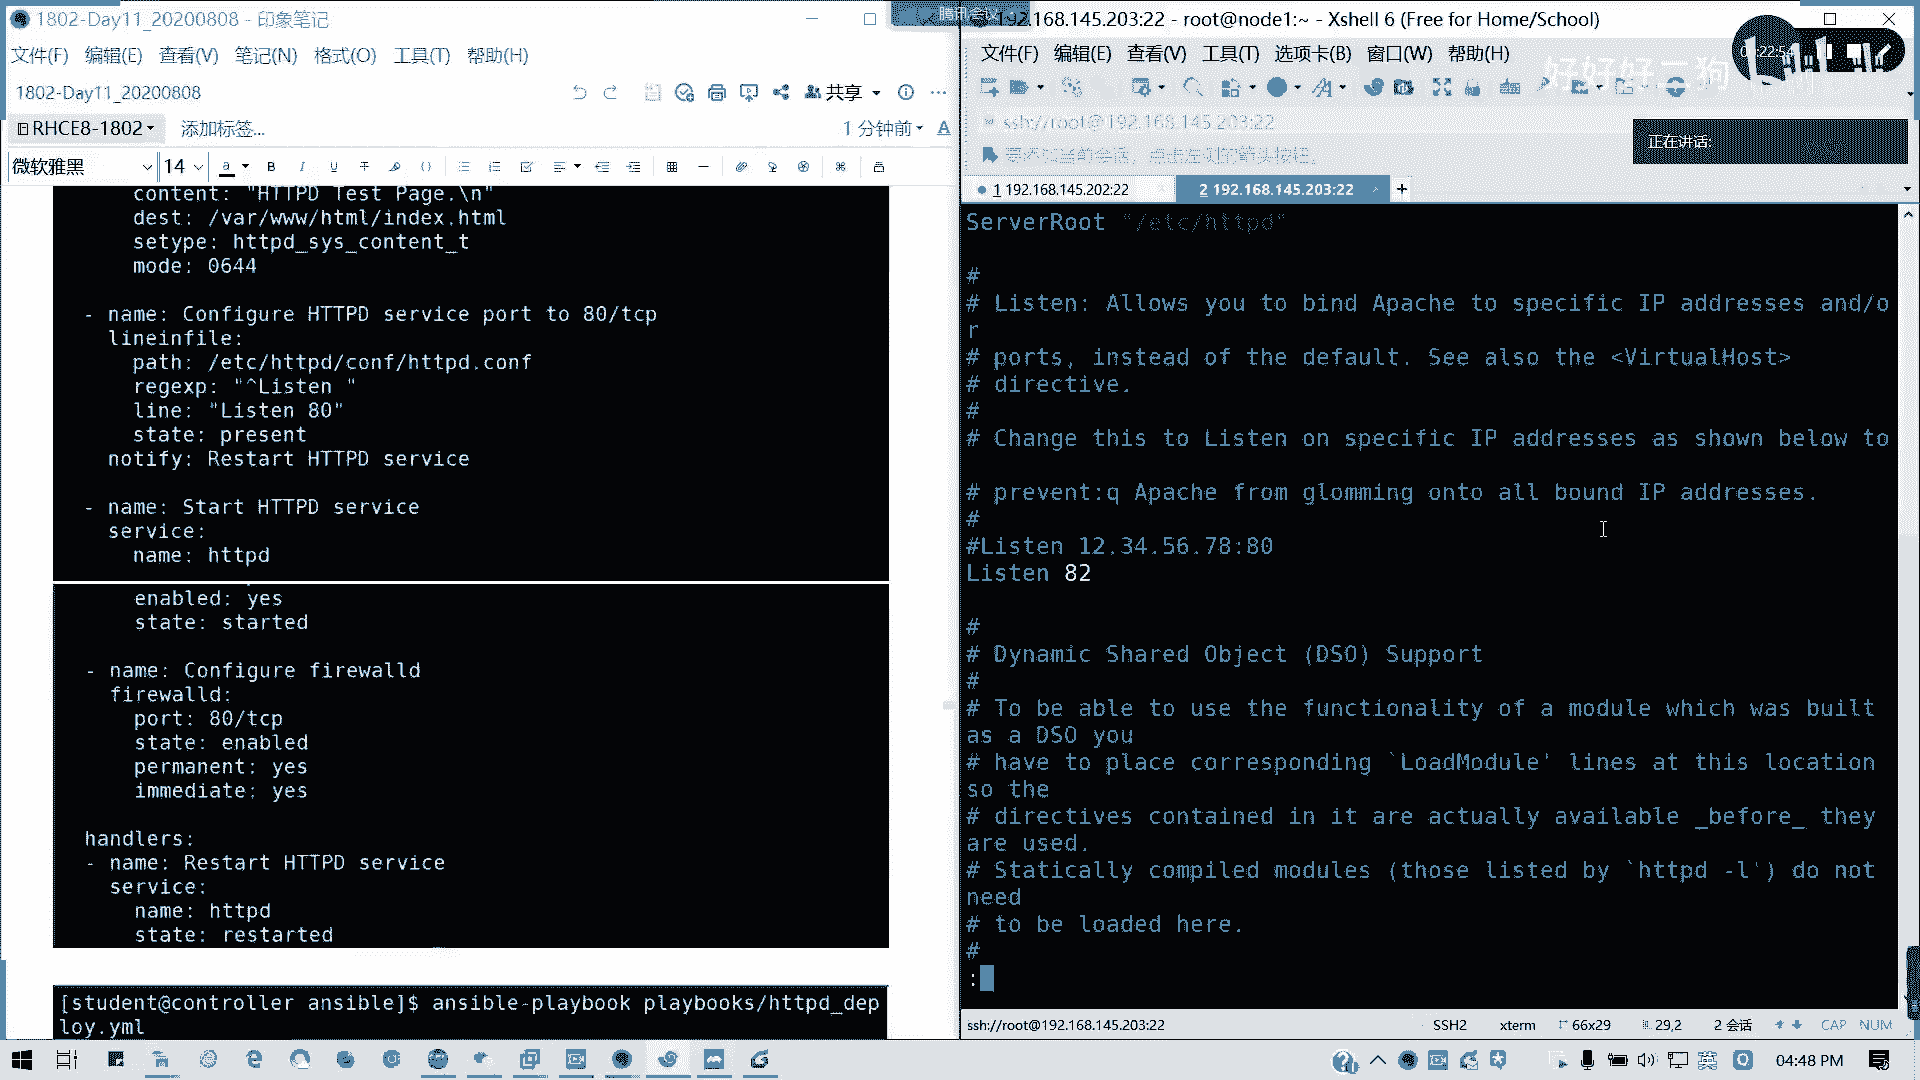 1802-Day11_20200808 - 印象笔记
文件(F) 编辑(E) 查看(V) 笔记(N) 格式(O) 工具(T) 帮助(H)
1802-Day11_20200808
共享
RHCE8-1802
添加标签...
1 分钟前
微软雅黑
14
content: "HTTPD Test Page.\n"
dest: /var/www/html/index.html
setype: httpd_sys_content_t
mode: 0644
- name: Configure HTTPD service port to 80/tcp
lineinfile:
path: /etc/httpd/conf/httpd.conf
regexp: "^Listen "
line: "Listen 80"
state: present
notify: Restart HTTPD service
- name: Start HTTPD service
service:
name: httpd
enabled: yes
state: started
- name: Configure firewalld
firewalld:
port: 80/tcp
state: enabled
permanent: yes
immediate: yes
handlers:
- name: Restart HTTPD service
service:
name: httpd
state: restarted
[student@controller ansible]$ ansible-playbook playbooks/httpd_dep
loy.yml
腾讯会议
192.168.145.203:22 - root@node1:~ - Xshell 6 (Free for Home/School)
文件(F) 编辑(E) 查看(V) 工具(T) 选项卡(B) 窗口(W) 帮助(H)
好好好二狗
ssh://root@192.168.145.203:22
要添加当前会话，点击左侧的箭头按钮。
正在讲话:
1 192.168.145.202:22
2 192.168.145.203:22
ServerRoot "/etc/httpd"
#
# Listen: Allows you to bind Apache to specific IP addresses and/o
r
# ports, instead of the default. See also the <VirtualHost>
# directive.
#
# Change this to Listen on specific IP addresses as shown below to
# prevent:q Apache from glomming onto all bound IP addresses.
#
#Listen 12.34.56.78:80
Listen 82
#
# Dynamic Shared Object (DSO) Support
#
# To be able to use the functionality of a module which was built
as a DSO you
# have to place corresponding `LoadModule' lines at this location
so the
# directives contained in it are actually available _before_ they
are used.
# Statically compiled modules (those listed by `httpd -l') do not
need
# to be loaded here.
#
:
ssh://root@192.168.145.203:22
SSH2
xterm
66x29
29,2
2 会话
CAP
NUM
英
04:48 PM